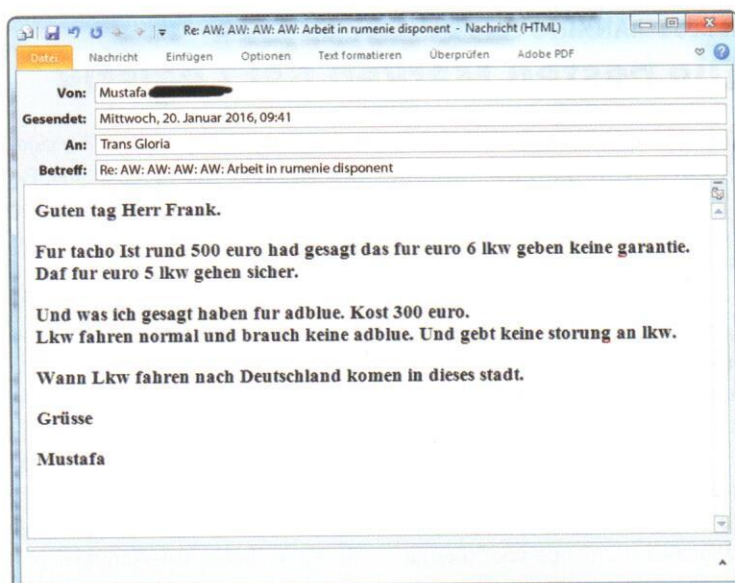 Re: AW: AW: AW: AW: Arbeit in rumenie disponent - Nachricht (HTML)
Datei Nachricht Einfügen Optionen Text formatieren Überprüfen Adobe PDF
Von: Mustafa
Gesendet: Mittwoch, 20. Januar 2016, 09:41
An: Trans Gloria
Betreff: Re: AW: AW: AW: AW: Arbeit in rumenie disponent
Guten tag Herr Frank.
Fur tacho Ist rund 500 euro had gesagt das fur euro 6 lkw geben keine garantie.
Daf fur euro 5 lkw gehen sicher.
Und was ich gesagt haben fur adblue. Kost 300 euro.
Lkw fahren normal und brauch keine adblue. Und gebt keine storung an lkw.
Wann Lkw fahren nach Deutschland komen in dieses stadt.
Grüsse
Mustafa